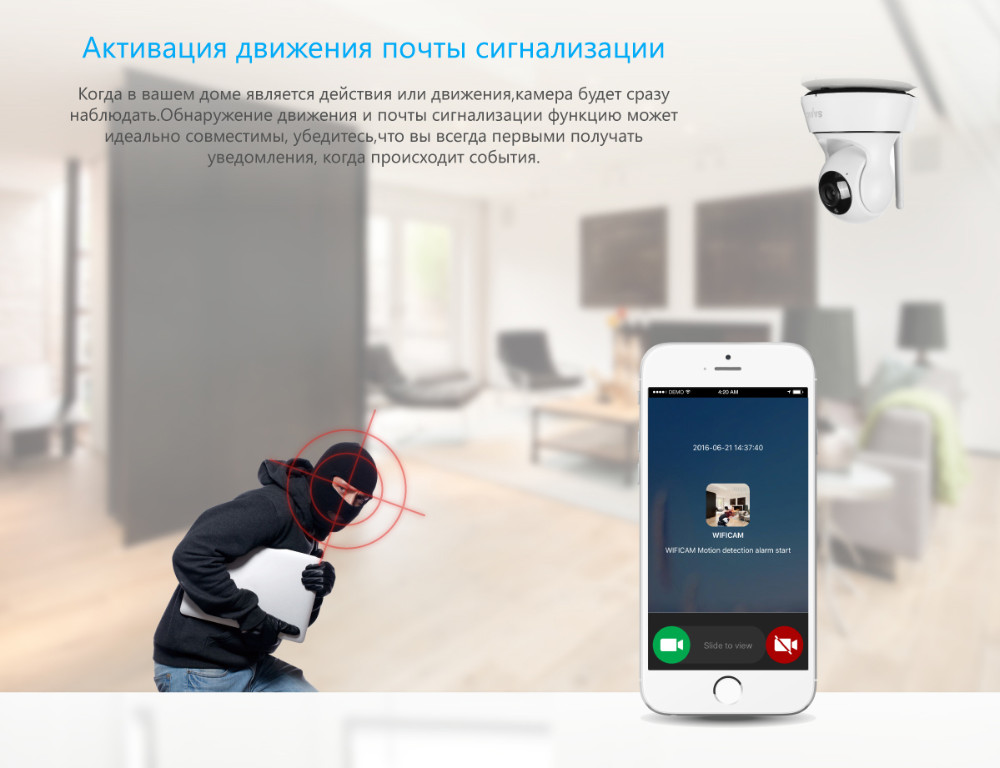 Активация движения почты сигнализации
Когда в вашем доме является действия или движения,камера будет сразу
наблюдать.Обнаружение движения и почты сигнализации функцию может
идеально совместимы, убедитесь,что вы всегда первыми получать
уведомления, когда происходит события.
DEMO 4:20 AM
2016-06-21 14:37:40
WIFICAM
WIFICAM Motion detection alarm start
Slide to view